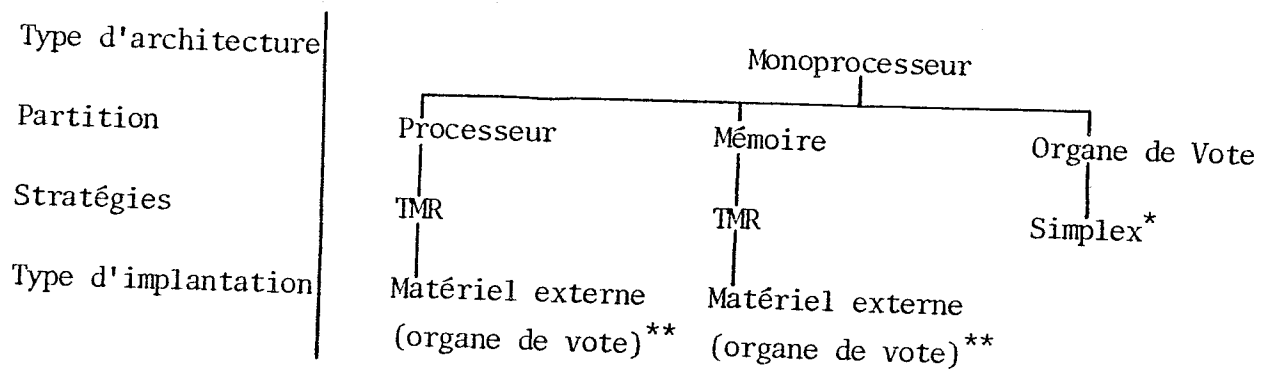 Type d'architecture
Monoprocesseur
Partition
Processeur
Mémoire
Organe de Vote
Stratégies
TMR
TMR
Simplex*
Type d'implantation
Matériel externe
Matériel externe
(organe de vote)**
(organe de vote)**